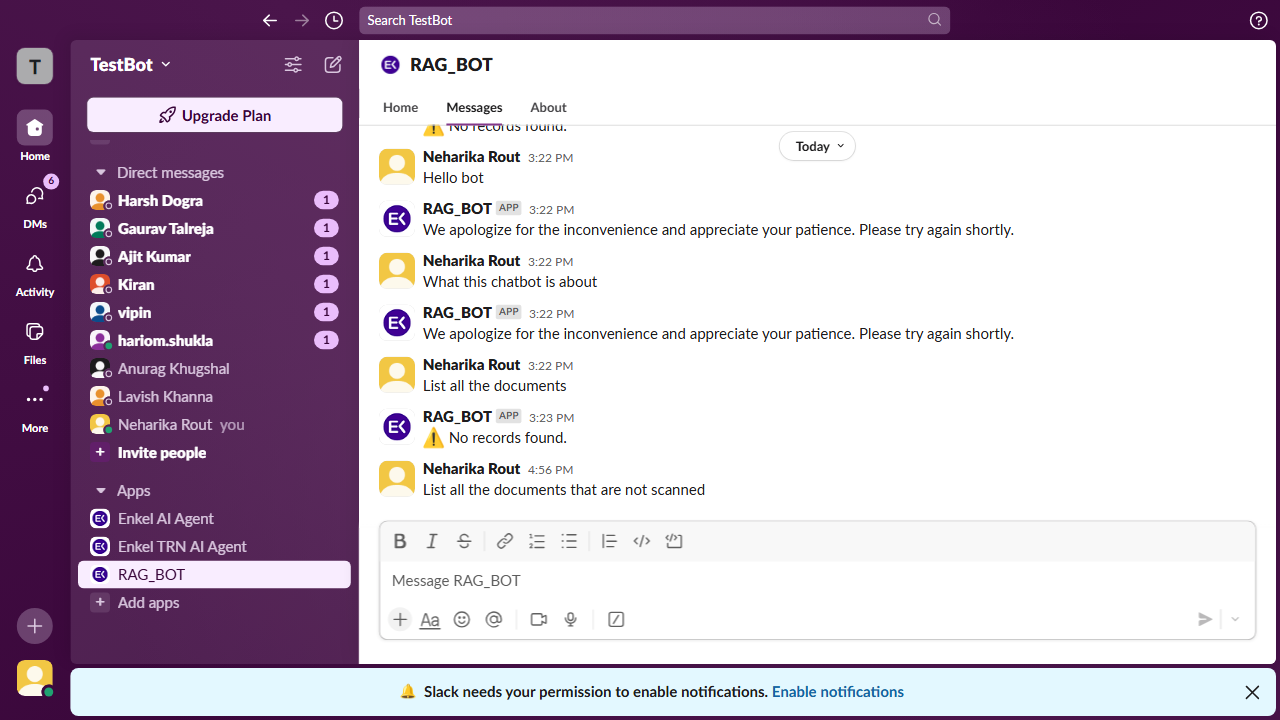 Search TestBot
T
TestBot
Upgrade Plan
Home
6
DMs
Activity
Files
More
Direct messages
Harsh Dogra 1
Gaurav Talreja 1
Ajit Kumar 1
Kiran 1
vipin 1
hariom.shukla 1
Anurag Khugshal
Lavish Khanna
Neharika Rout you
Invite people
Apps
Enkel AI Agent
Enkel TRN AI Agent
RAG_BOT
Add apps
RAG_BOT
Home Messages About
No records found.
Today
Neharika Rout 3:22 PM
Hello bot
RAG_BOT APP 3:22 PM
We apologize for the inconvenience and appreciate your patience. Please try again shortly.
Neharika Rout 3:22 PM
What this chatbot is about
RAG_BOT APP 3:22 PM
We apologize for the inconvenience and appreciate your patience. Please try again shortly.
Neharika Rout 3:22 PM
List all the documents
RAG_BOT APP 3:23 PM
⚠️ No records found.
Neharika Rout 4:56 PM
List all the documents that are not scanned
Message RAG_BOT
Aa
Slack needs your permission to enable notifications. Enable notifications